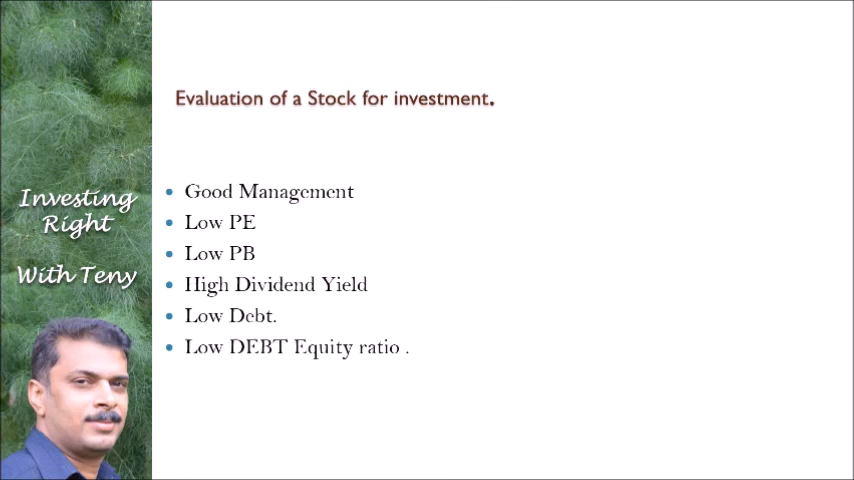 Evaluation of a Stock for investment.
Investing
Right
With Teny
Good Management
Low PE
Low PB
High Dividend Yield
Low Debt.
Low DEBT Equity ratio .